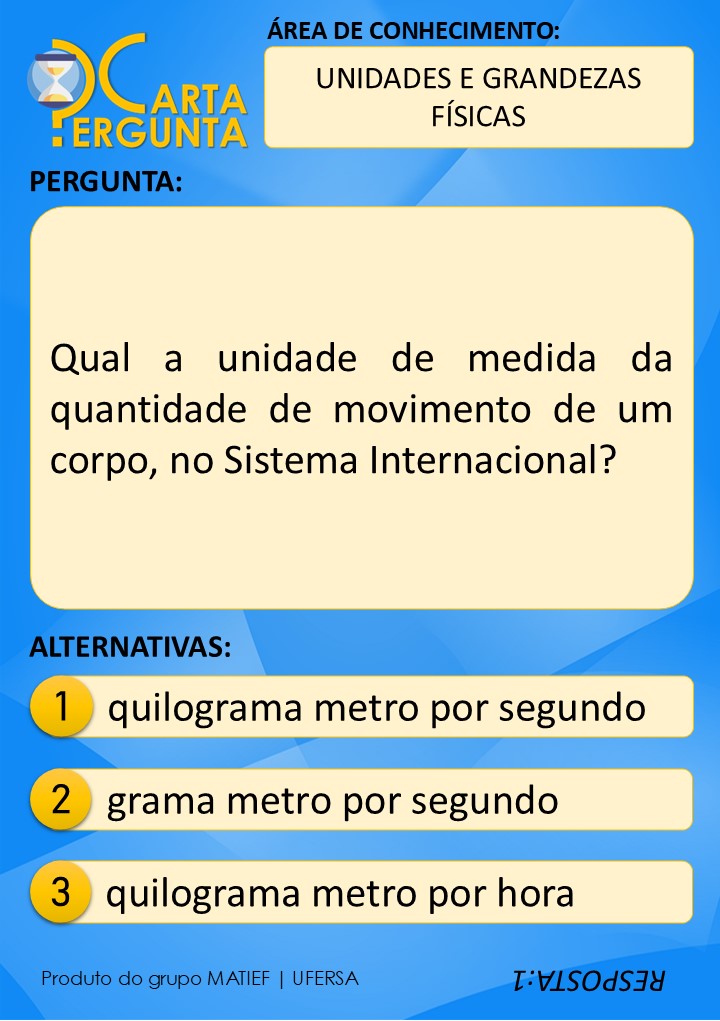 CARTA
PERGUNTA
ÁREA DE CONHECIMENTO:
UNIDADES E GRANDEZAS
FÍSICAS
PERGUNTA:
Qual a unidade de medida da
quantidade de movimento de um
corpo, no Sistema Internacional?
ALTERNATIVAS:
1 quilograma metro por segundo
2 grama metro por segundo
3 quilograma metro por hora
Produto do grupo MATIEF | UFERSA
RESPOSTA:1